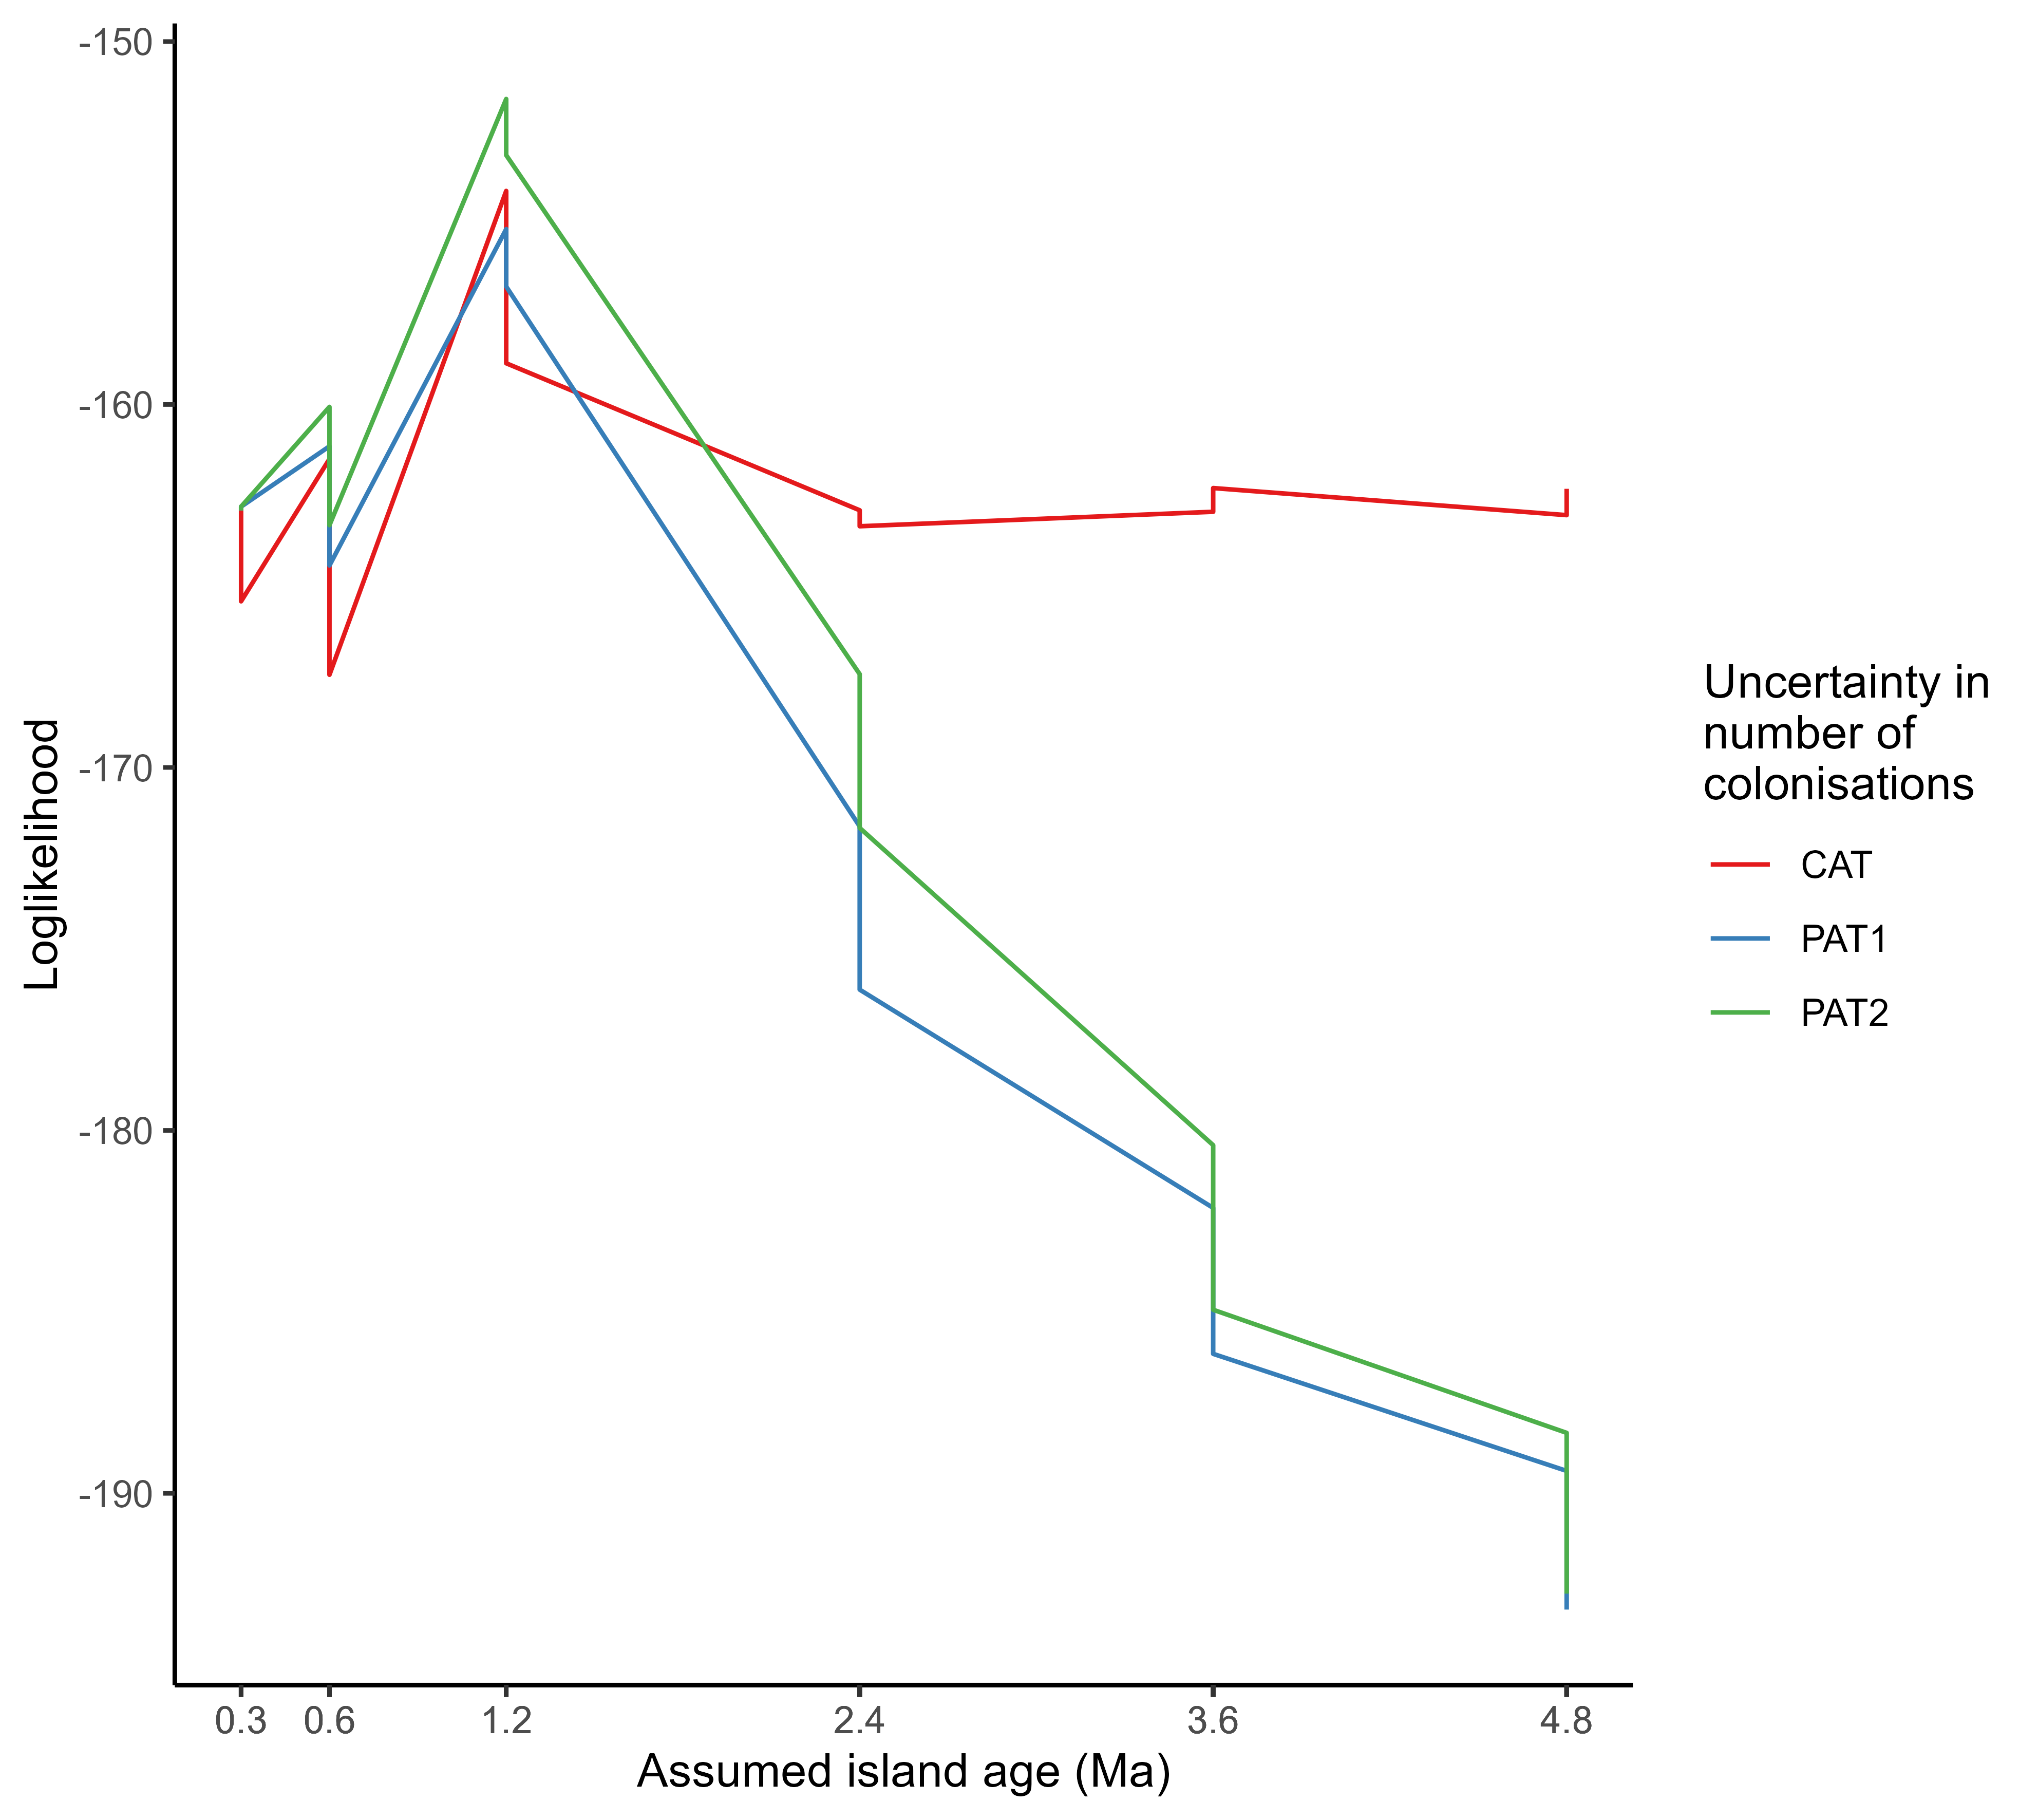 -150
-160
-170
-180
-190
Loglikelihood
0.3 0.6 1.2 2.4 3.6 4.8
Assumed island age (Ma)
Uncertainty in
number of
colonisations
CAT
PAT1
PAT2